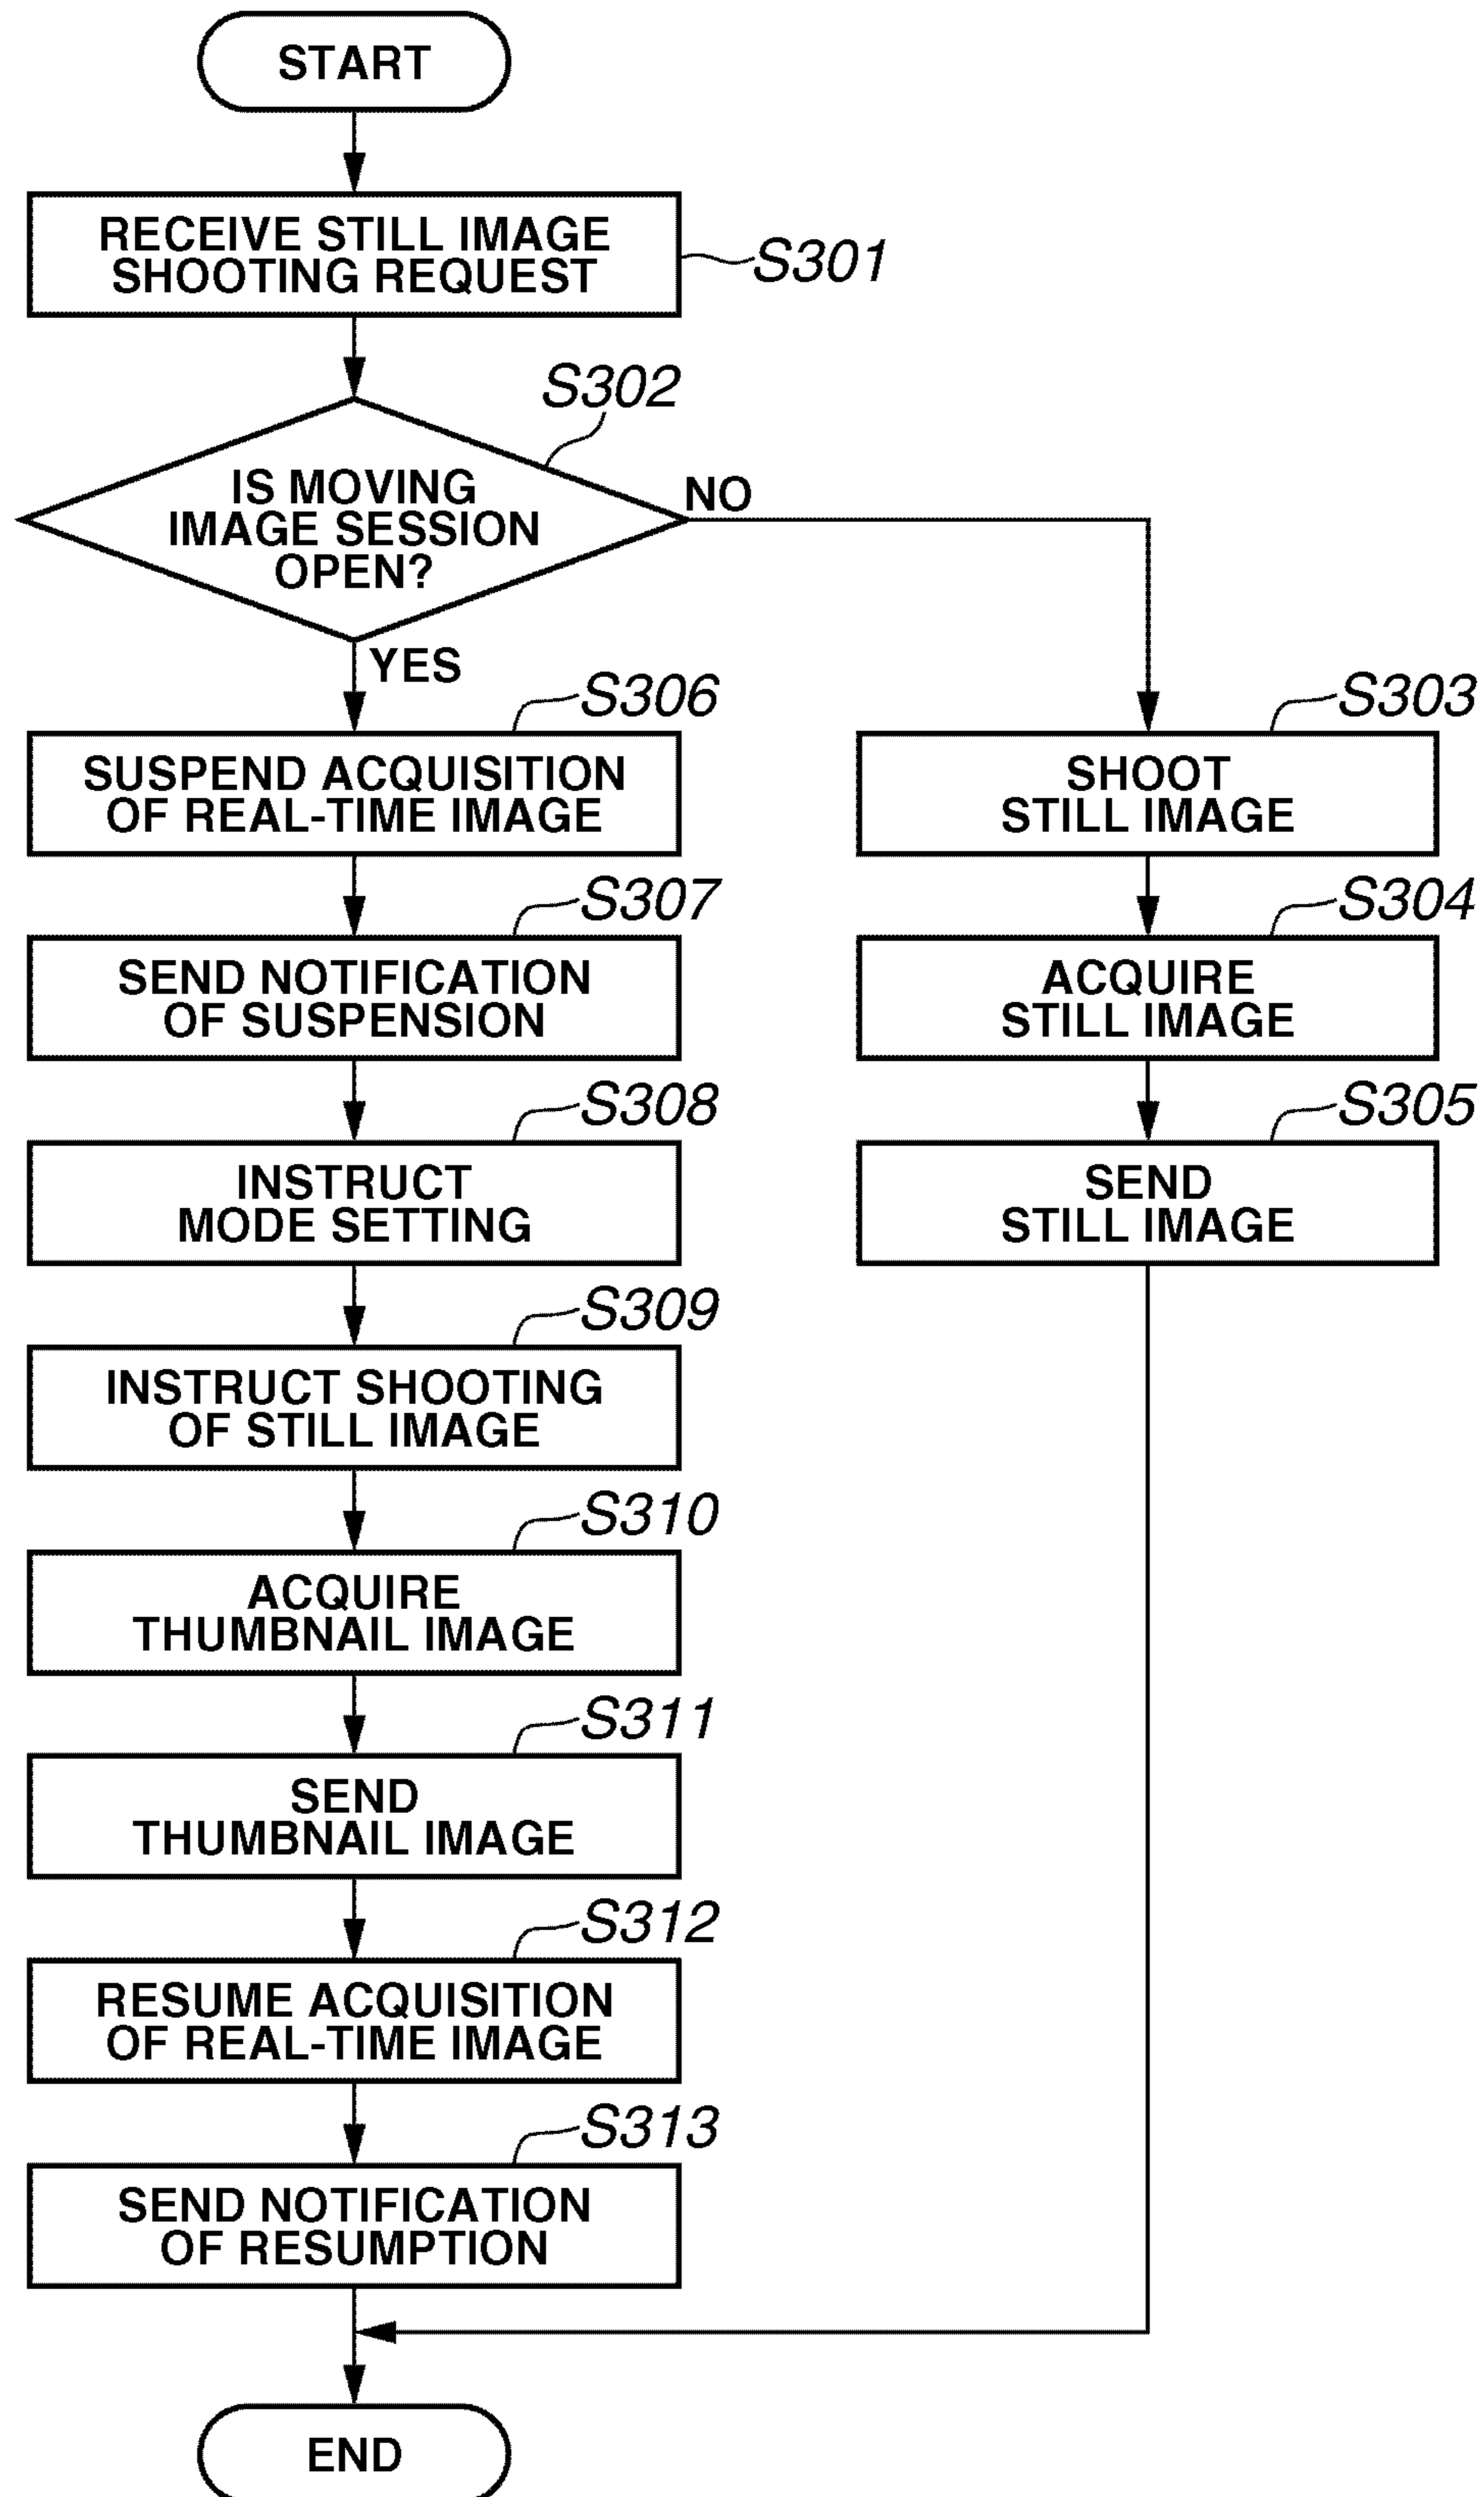 START
RECEIVE STILL IMAGE
SHOOTING REQUEST
S301
S302
IS MOVING
IMAGE SESSION
OPEN?
NO
YES
S306
SUSPEND ACQUISITION
OF REAL-TIME IMAGE
S307
SEND NOTIFICATION
OF SUSPENSION
S308
INSTRUCT
MODE SETTING
S309
INSTRUCT SHOOTING
OF STILL IMAGE
S310
ACQUIRE
THUMBNAIL IMAGE
S311
SEND
THUMBNAIL IMAGE
S312
RESUME ACQUISITION
OF REAL-TIME IMAGE
S313
SEND NOTIFICATION
OF RESUMPTION
S303
SHOOT
STILL IMAGE
S304
ACQUIRE
STILL IMAGE
S305
SEND
STILL IMAGE
END